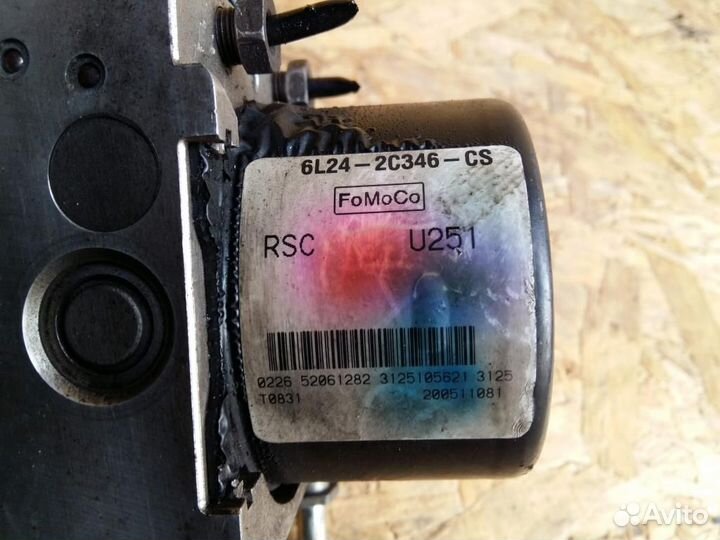 6L24-2C346-CS
FoMoCo
RSC U251
0226 52061282 3125105621 3125
T0831 200511081
Avito